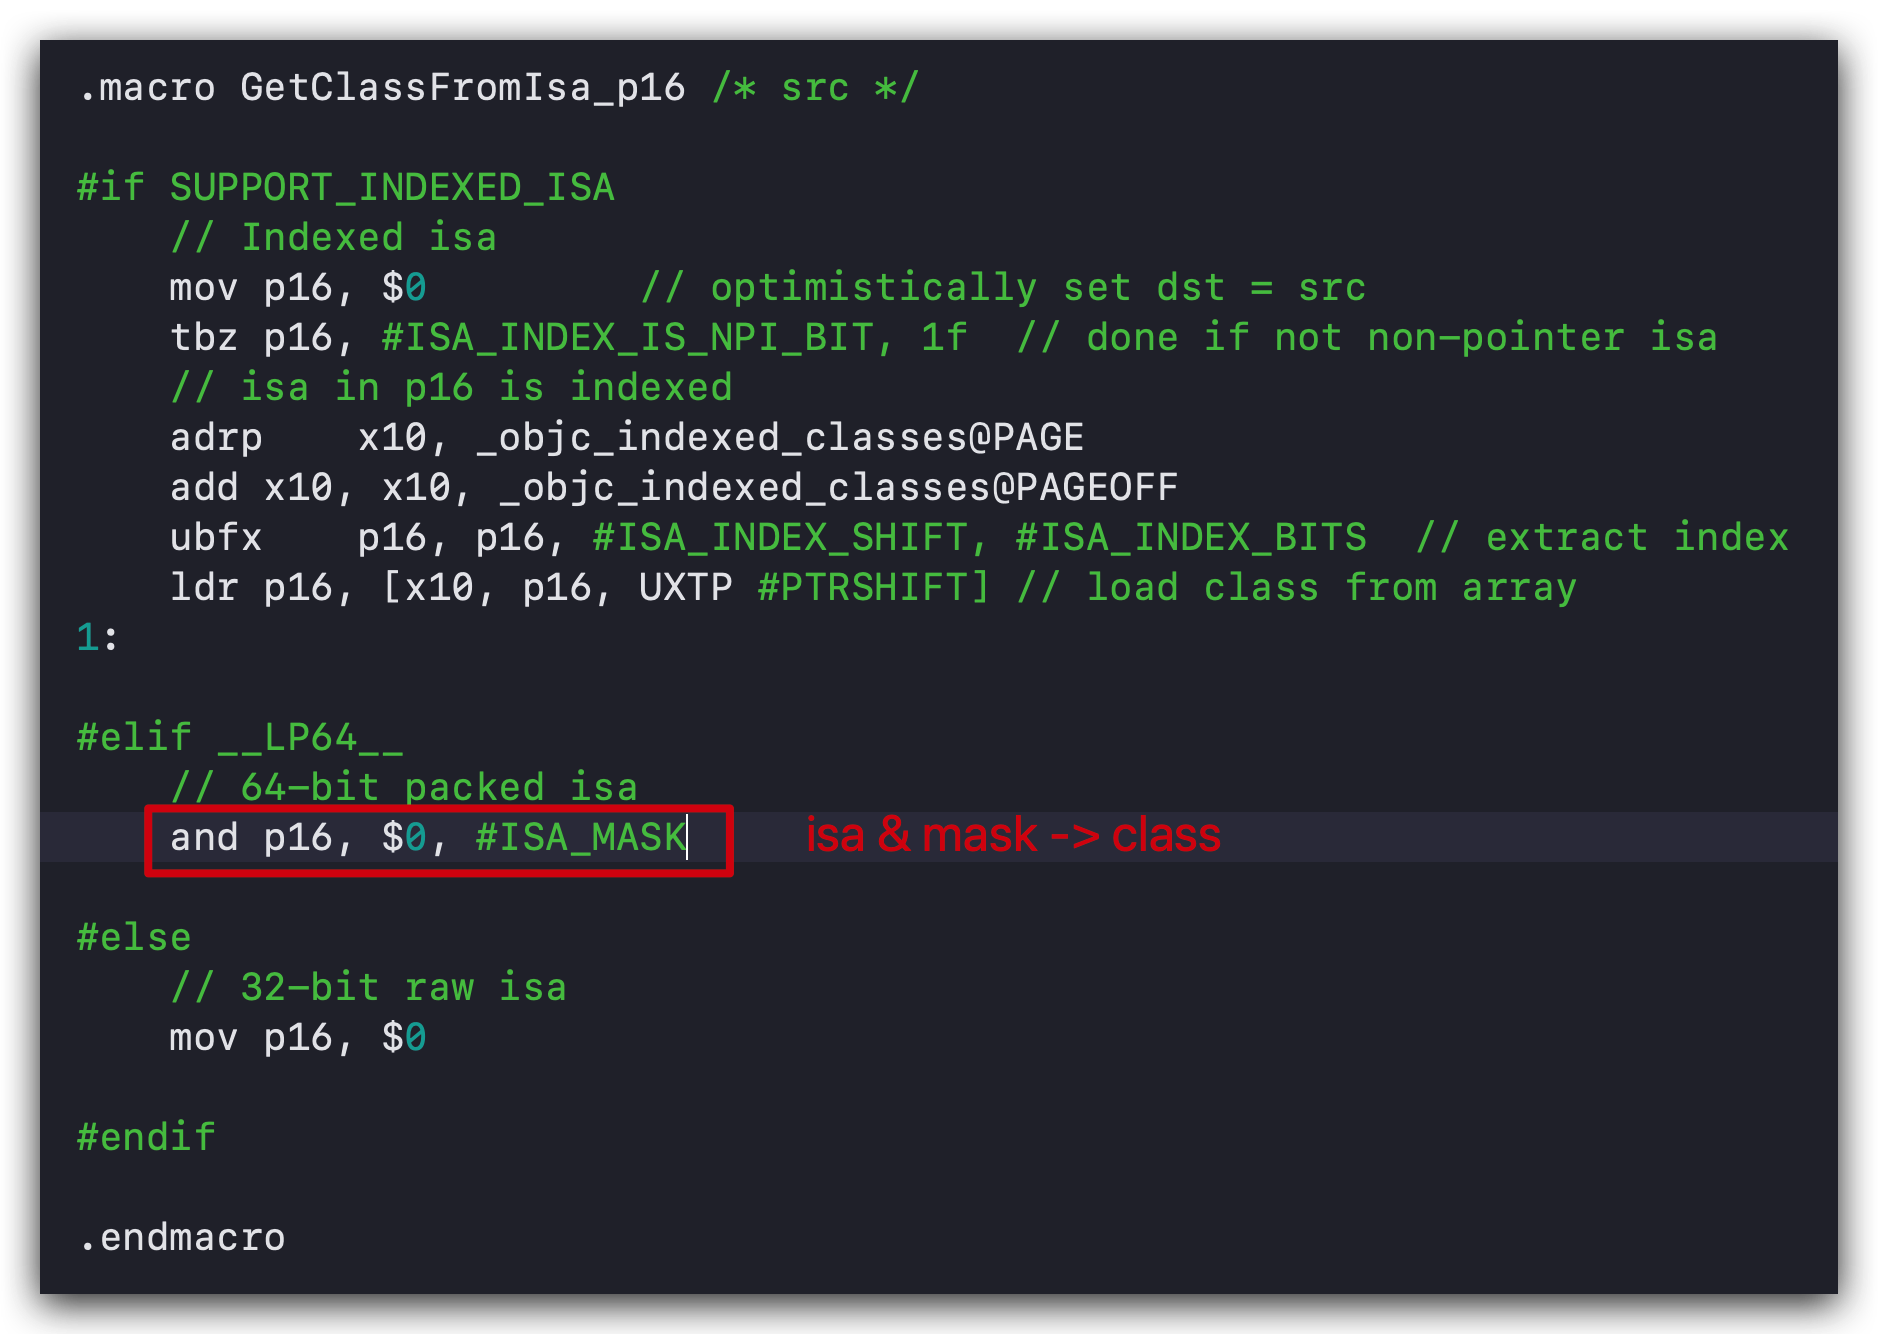 .macro GetClassFromIsa_p16 /* src */
#if SUPPORT_INDEXED_ISA
// Indexed isa
mov p16, $0 // optimistically set dst = src
tbz p16, #ISA_INDEX_IS_NPI_BIT, 1f // done if not non-pointer isa
// isa in p16 is indexed
adrp x10, _objc_indexed_classes@PAGE
add x10, x10, _objc_indexed_classes@PAGEOFF
ubfx p16, p16, #ISA_INDEX_SHIFT, #ISA_INDEX_BITS // extract index
ldr p16, [x10, p16, UXTP #PTRSHIFT] // load class from array
1:
#elif __LP64__
// 64-bit packed isa
and p16, $0, #ISA_MASK isa & mask -> class
#else
// 32-bit raw isa
mov p16, $0
#endif
.endmacro